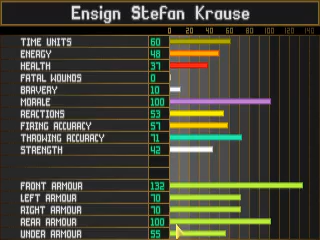 Ensign Stefan Krause
0 20 40 60 80 100 120 140
TIME UNITS 60
ENERGY 48
HEALTH 37
FATAL WOUNDS 0
BRAVERY 10
MORALE 100
REACTIONS 53
FIRING ACCURACY 57
THROWING ACCURACY 71
STRENGTH 42
FRONT ARMOUR 132
LEFT ARMOUR 70
RIGHT ARMOUR 70
REAR ARMOUR 100
UNDER ARMOUR 55